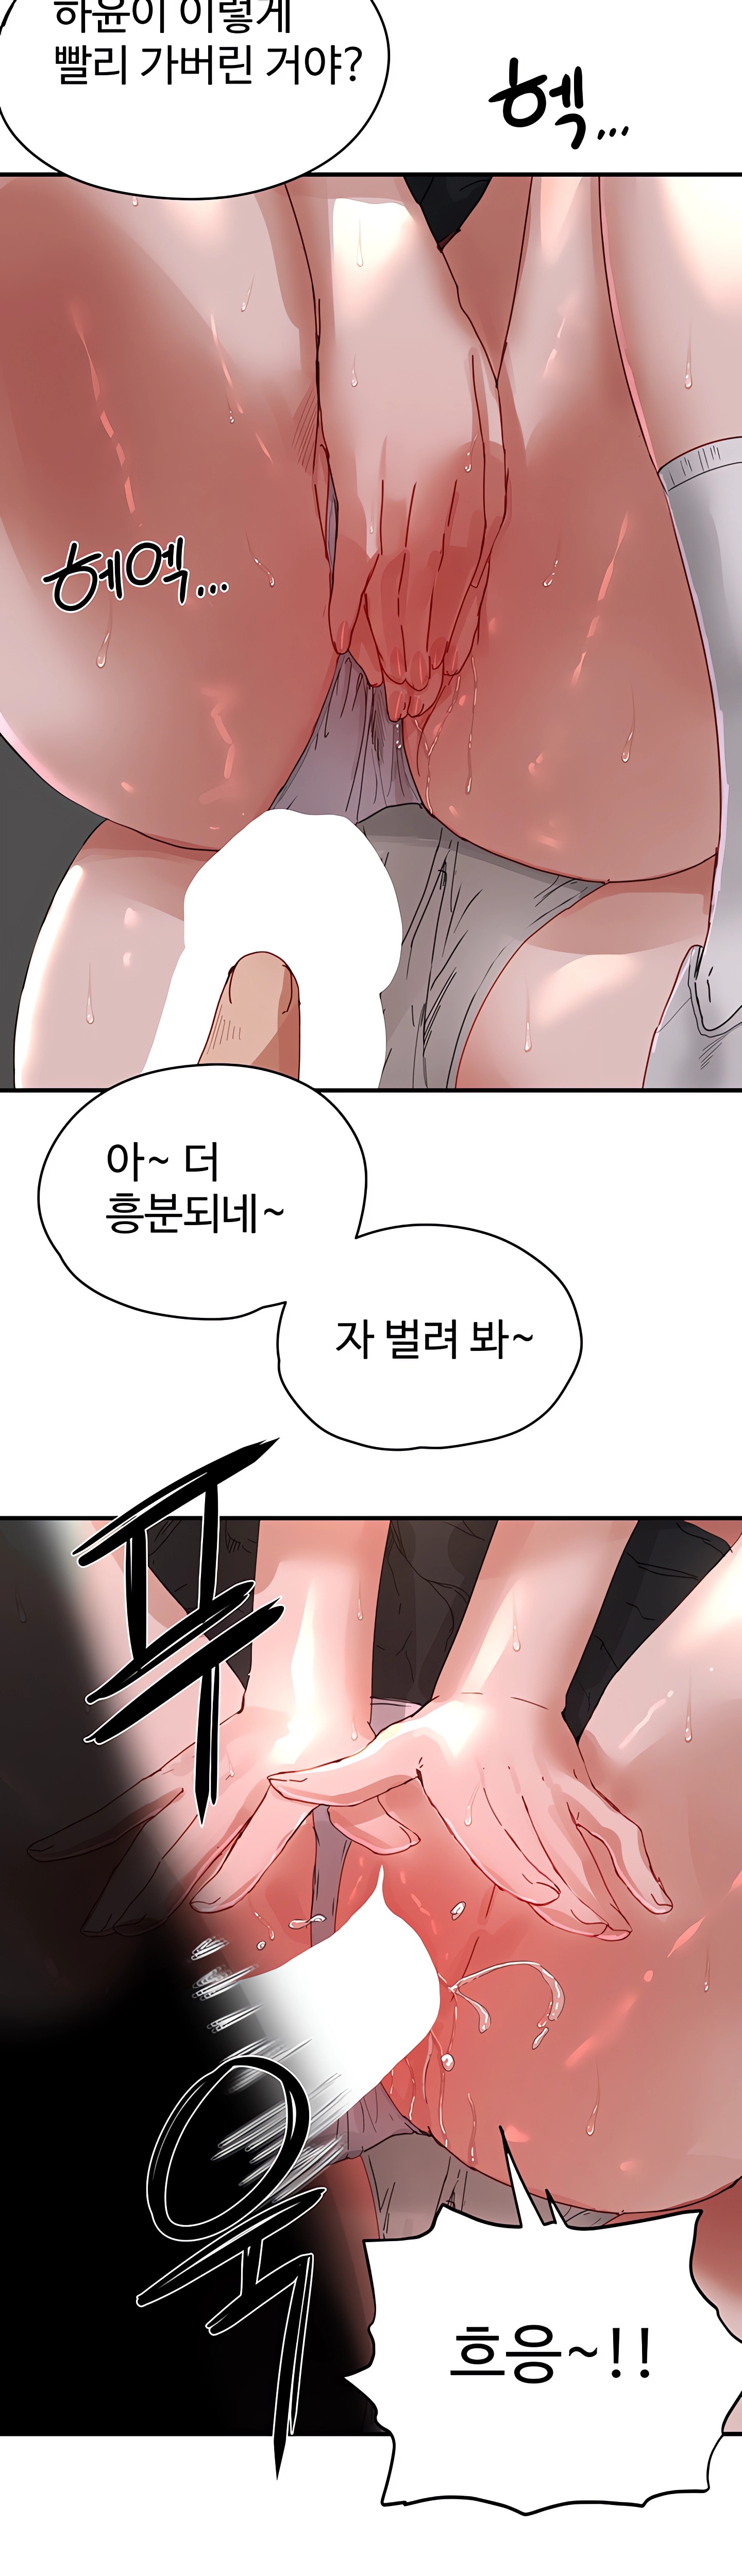 하윤이 이렇게
빨리 가버린 거야?
헥...
헤엑...
아~ 더
흥분되네~
자 벌려 봐~
푸욱
흐응~!!